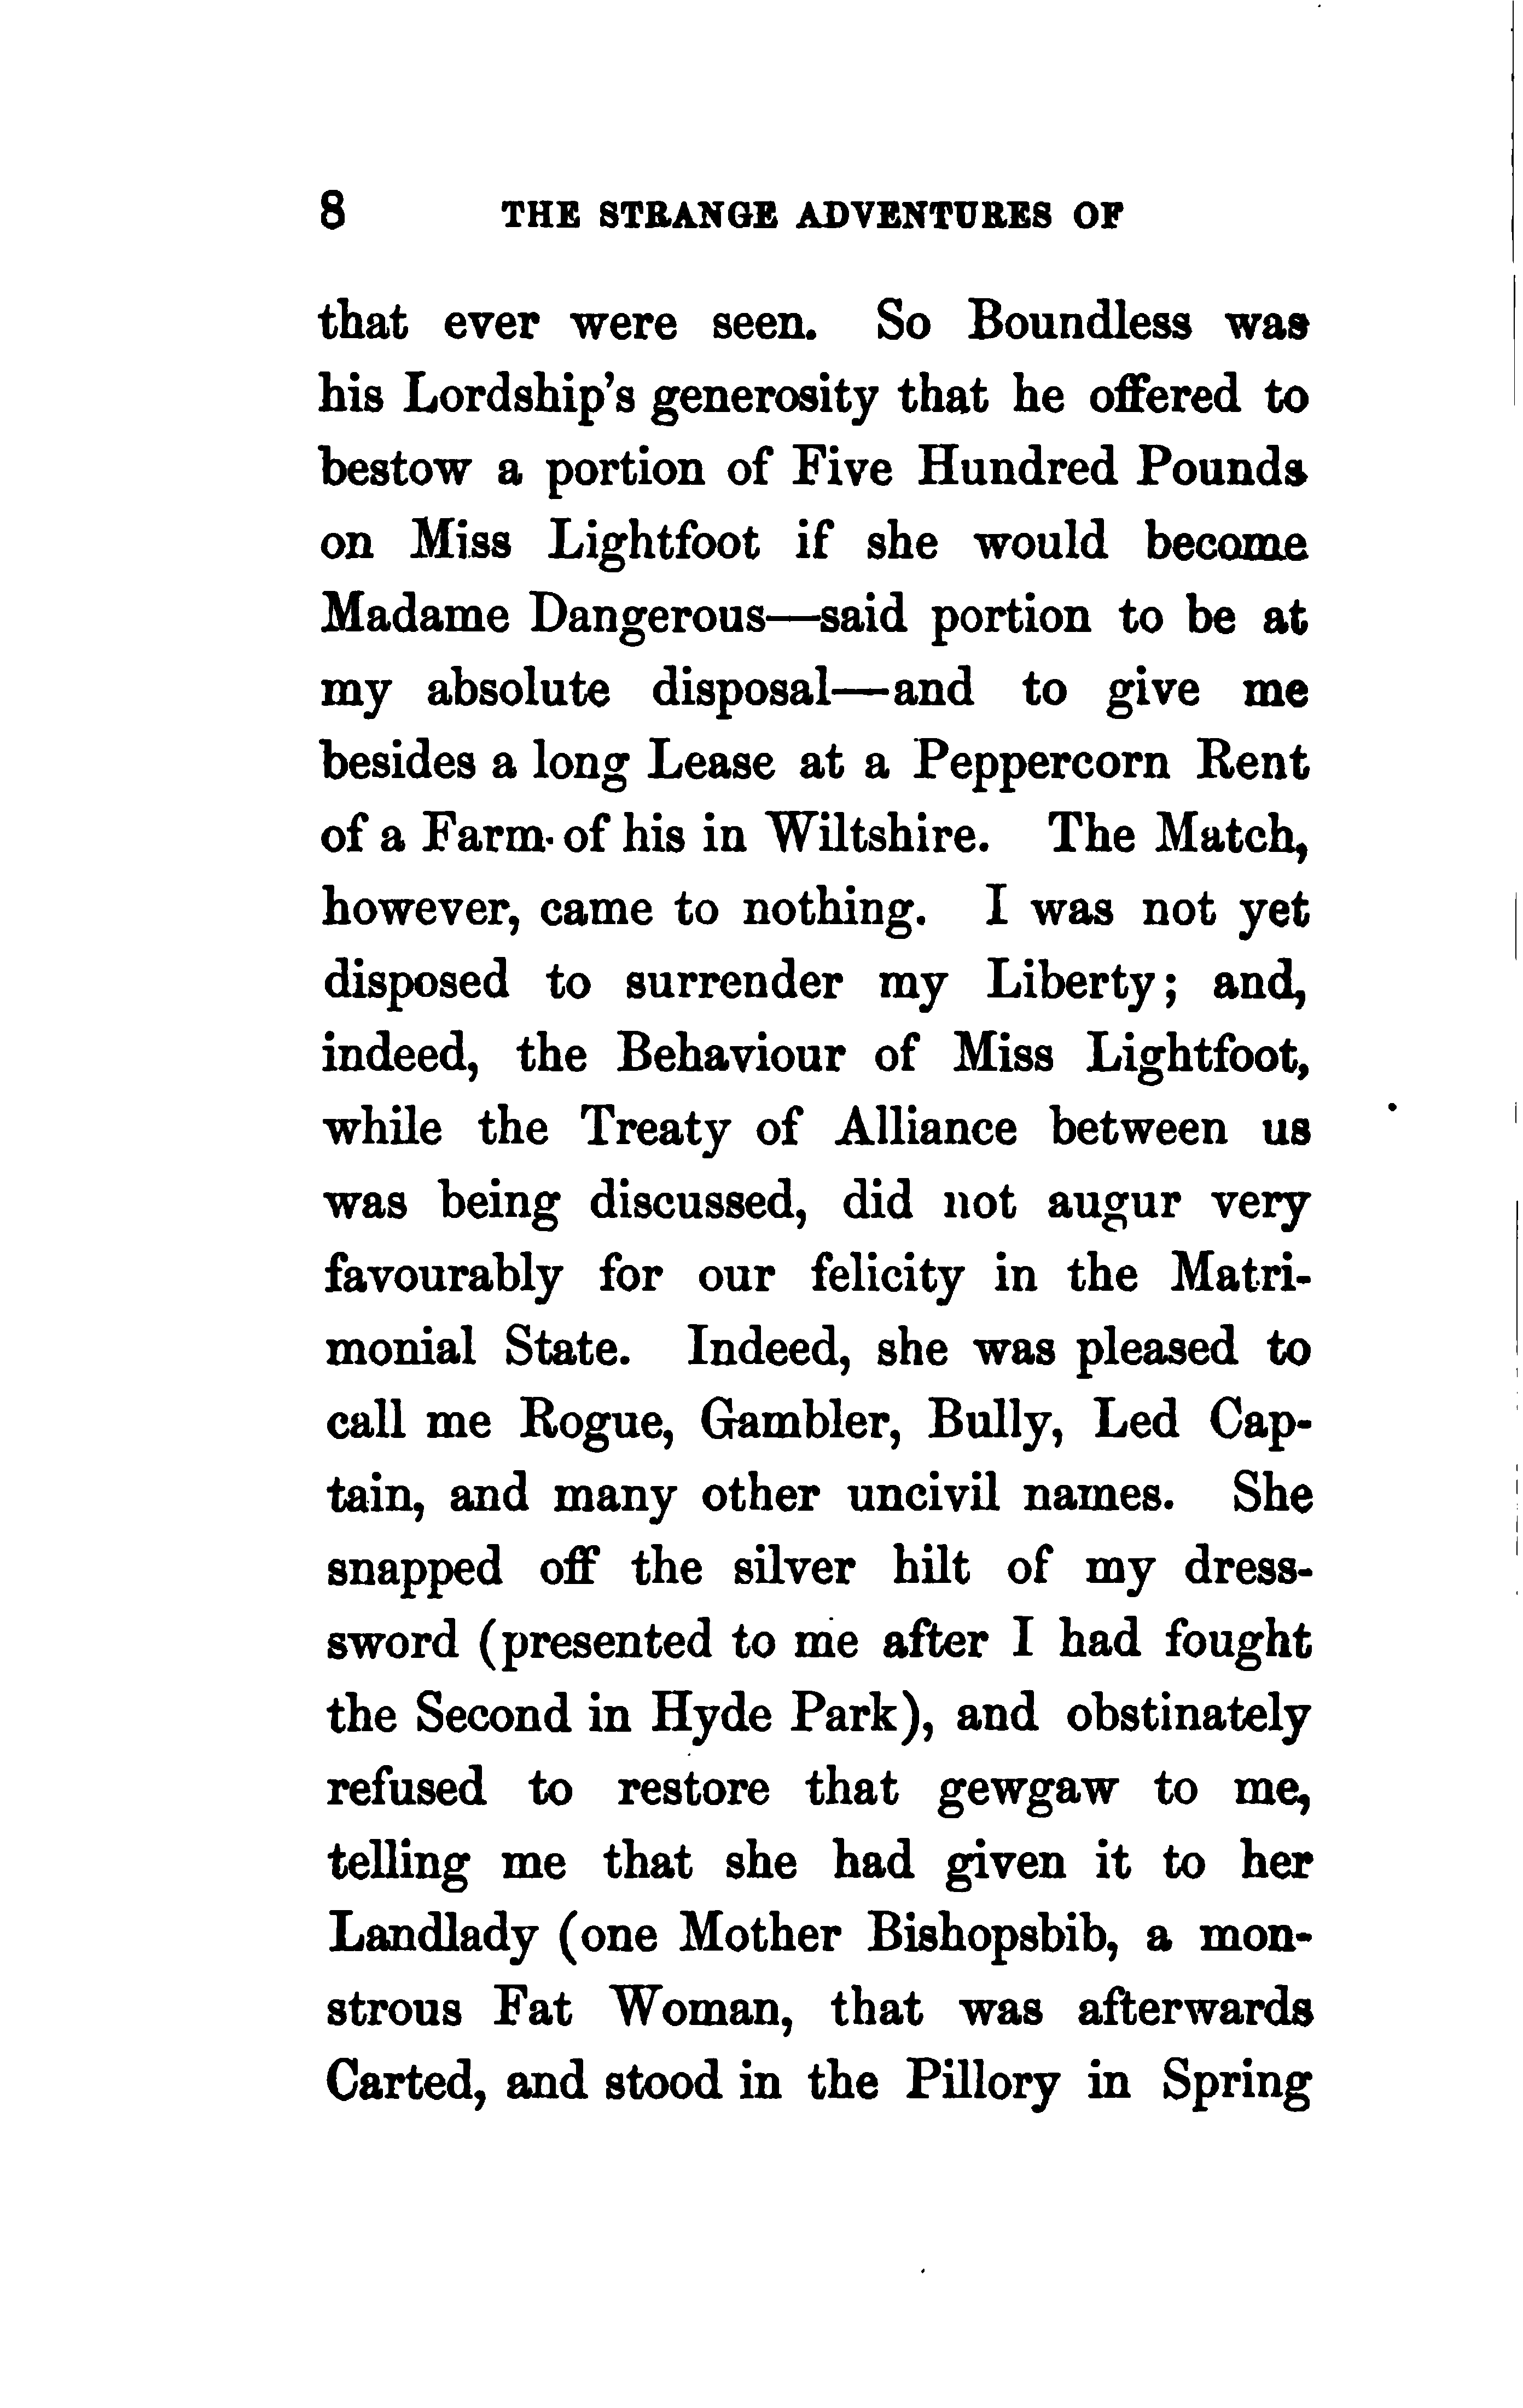 8 THE STRANGE ADVENTURES OF
that ever were seen. So Boundless was
his Lordship's generosity that he offered to
bestow a portion of Five Hundred Pounds
on Miss Lightfoot if she would become
Madame Dangerous—said portion to be at
my absolute disposal—and to give me
besides a long Lease at a Peppercorn Rent
of a Farm of his in Wiltshire. The Match,
however, came to nothing. I was not yet
disposed to surrender my Liberty; and,
indeed, the Behaviour of Miss Lightfoot,
while the Treaty of Alliance between us
was being discussed, did not augur very
favourably for our felicity in the Matri-
monial State. Indeed, she was pleased to
call me Rogue, Gambler, Bully, Led Cap-
tain, and many other uncivil names. She
snapped off the silver hilt of my dress-
sword (presented to me after I had fought
the Second in Hyde Park), and obstinately
refused to restore that gewgaw to me,
telling me that she had given it to her
Landlady (one Mother Bishopsbib, a mon-
strous Fat Woman, that was afterwards
Carted, and stood in the Pillory in Spring